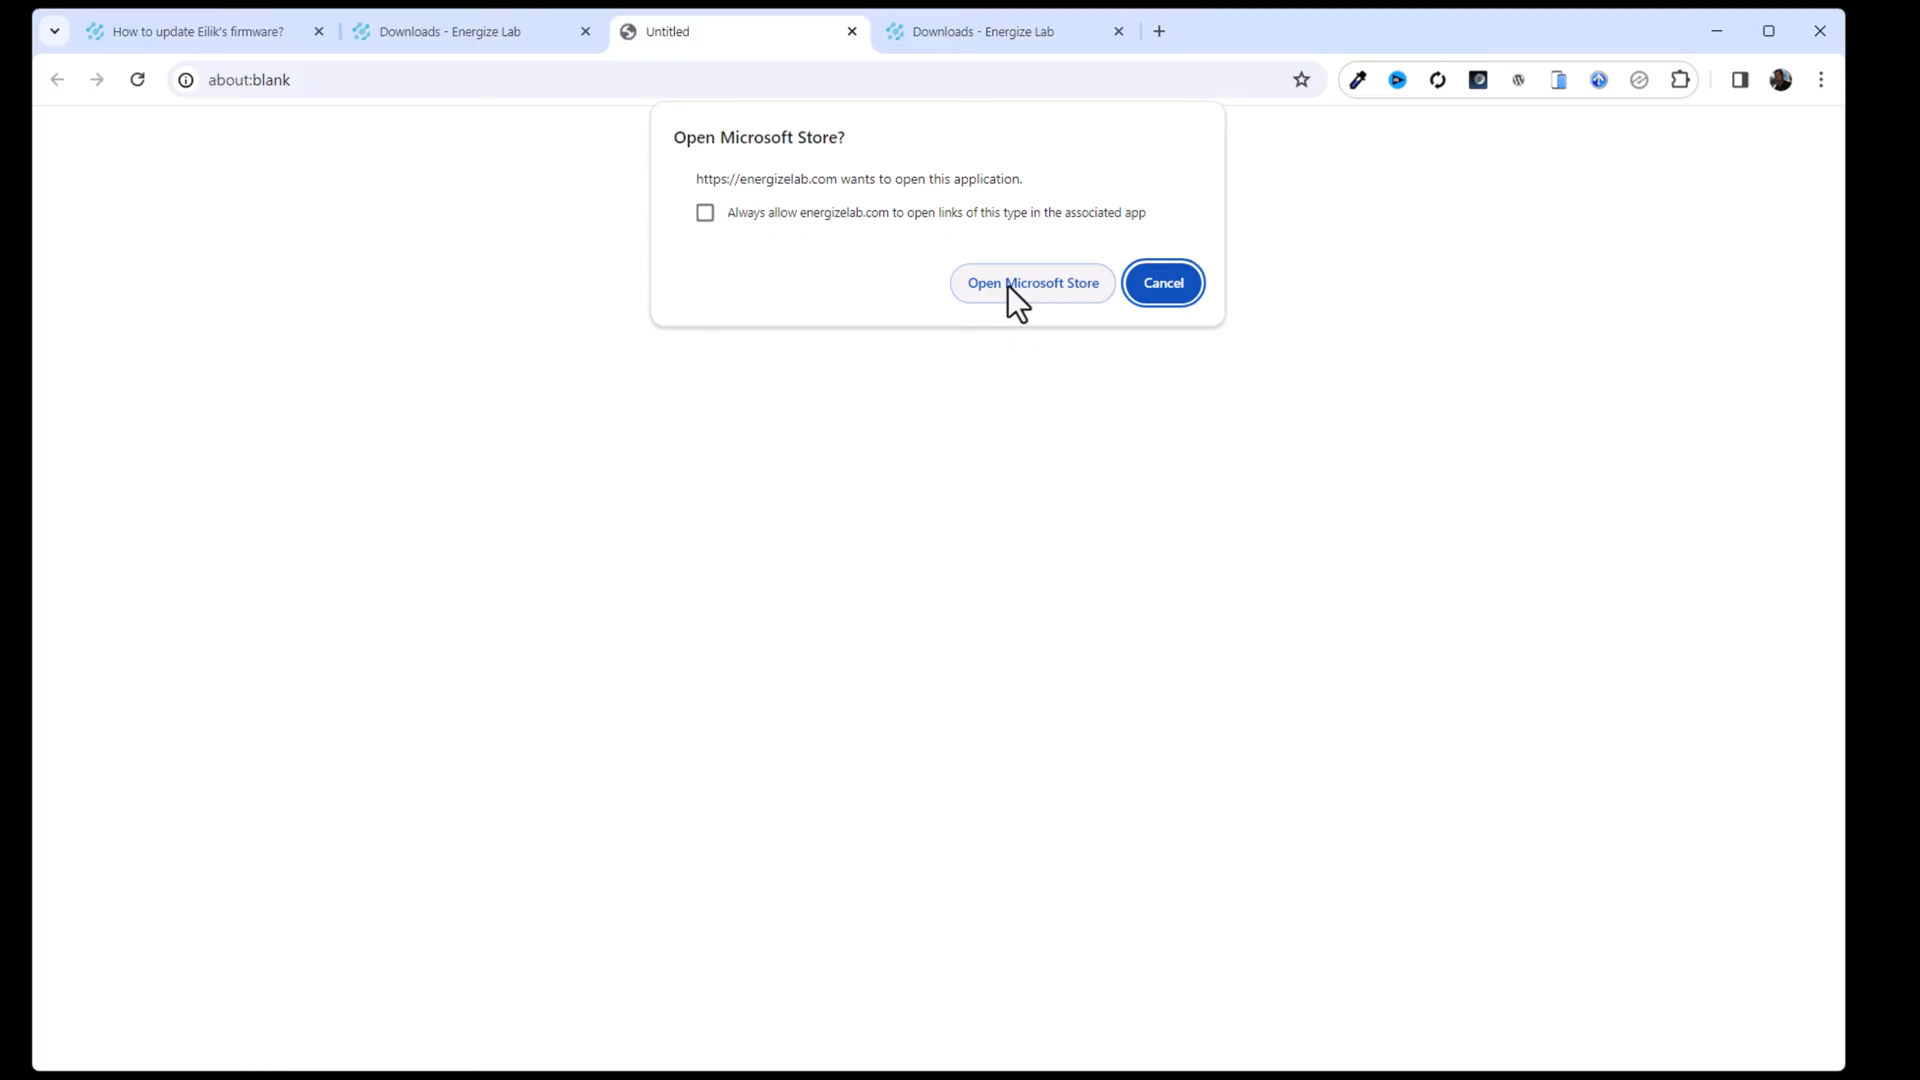 How to update Eilik's firmware?
Downloads - Energize Lab
Untitled
Downloads - Energize Lab
about:blank
Open Microsoft Store?
https://energizelab.com wants to open this application.
Always allow energizelab.com to open links of this type in the associated app
Open Microsoft Store
Cancel